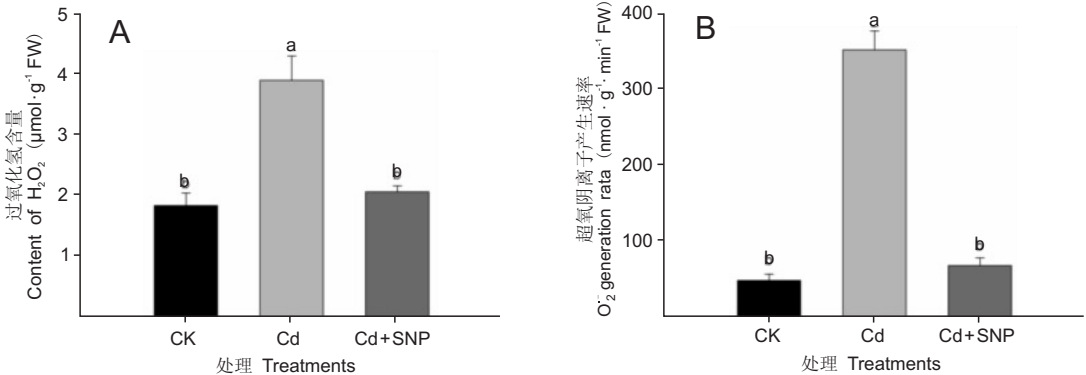 A
过氧化氢含量
Content of H₂O₂ (μmol·g⁻¹ FW)
5
4
3
2
1
b
a
b
CK
Cd
Cd+SNP
处理 Treatments
B
超氧阴离子产生速率
O₂·⁻ generation rata (nmol · g⁻¹· min⁻¹ FW)
400
300
200
100
b
a
b
CK
Cd
Cd+SNP
处理 Treatments